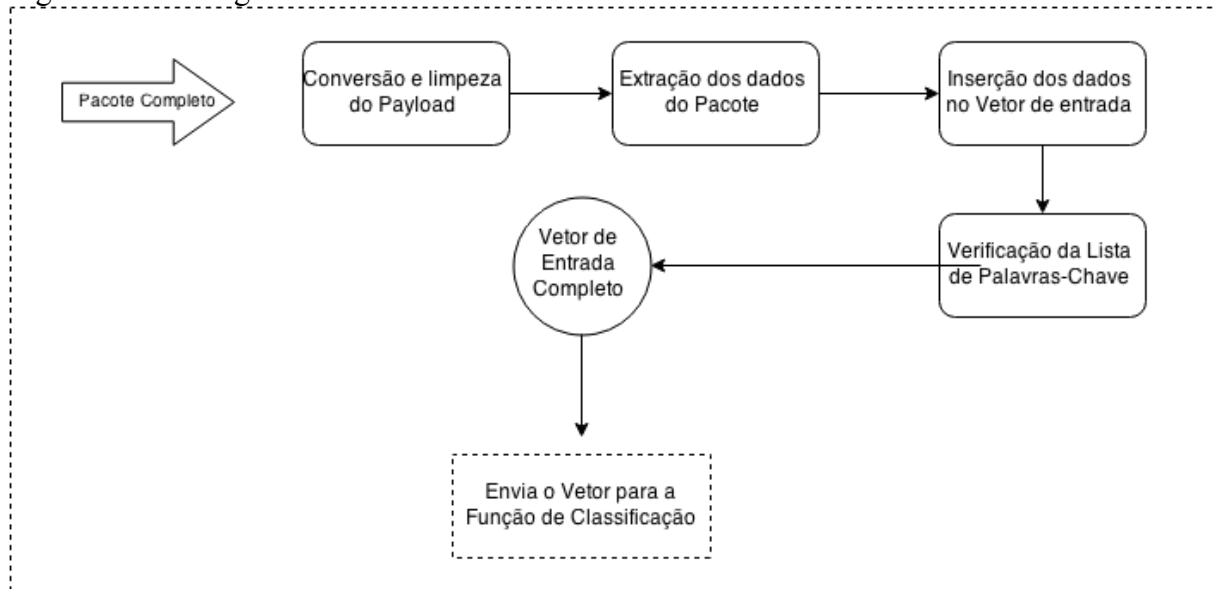 Pacote Completo
Conversão e limpeza
do Payload
Extração dos dados
do Pacote
Inserção dos dados
no Vetor de entrada
Verificação da Lista
de Palavras-Chave
Vetor de
Entrada
Completo
Envia o Vetor para a
Função de Classificação